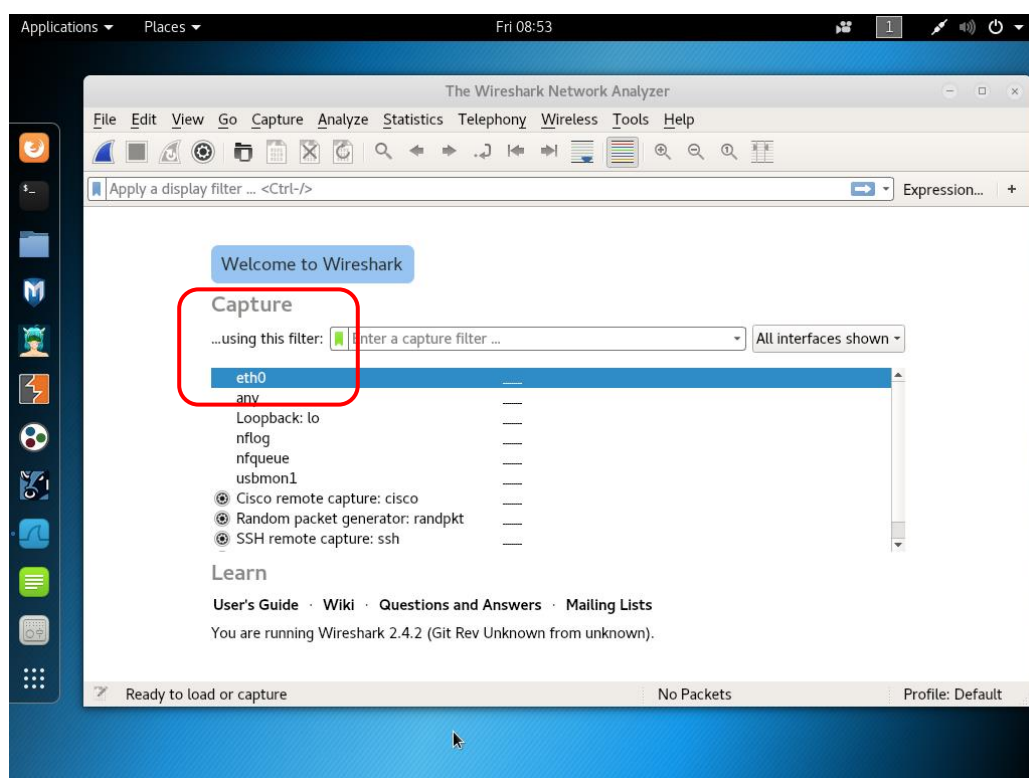 Applications Places Fri 08:53 1
The Wireshark Network Analyzer
File Edit View Go Capture Analyze Statistics Telephony Wireless Tools Help
Apply a display filter ... <Ctrl-/> Expression... +
Welcome to Wireshark
Capture
...using this filter: Enter a capture filter ... All interfaces shown
eth0
any
Loopback: lo
nflog
nfqueue
usbmon1
Cisco remote capture: cisco
Random packet generator: randpkt
SSH remote capture: ssh
Learn
User's Guide · Wiki · Questions and Answers · Mailing Lists
You are running Wireshark 2.4.2 (Git Rev Unknown from unknown).
Ready to load or capture No Packets Profile: Default